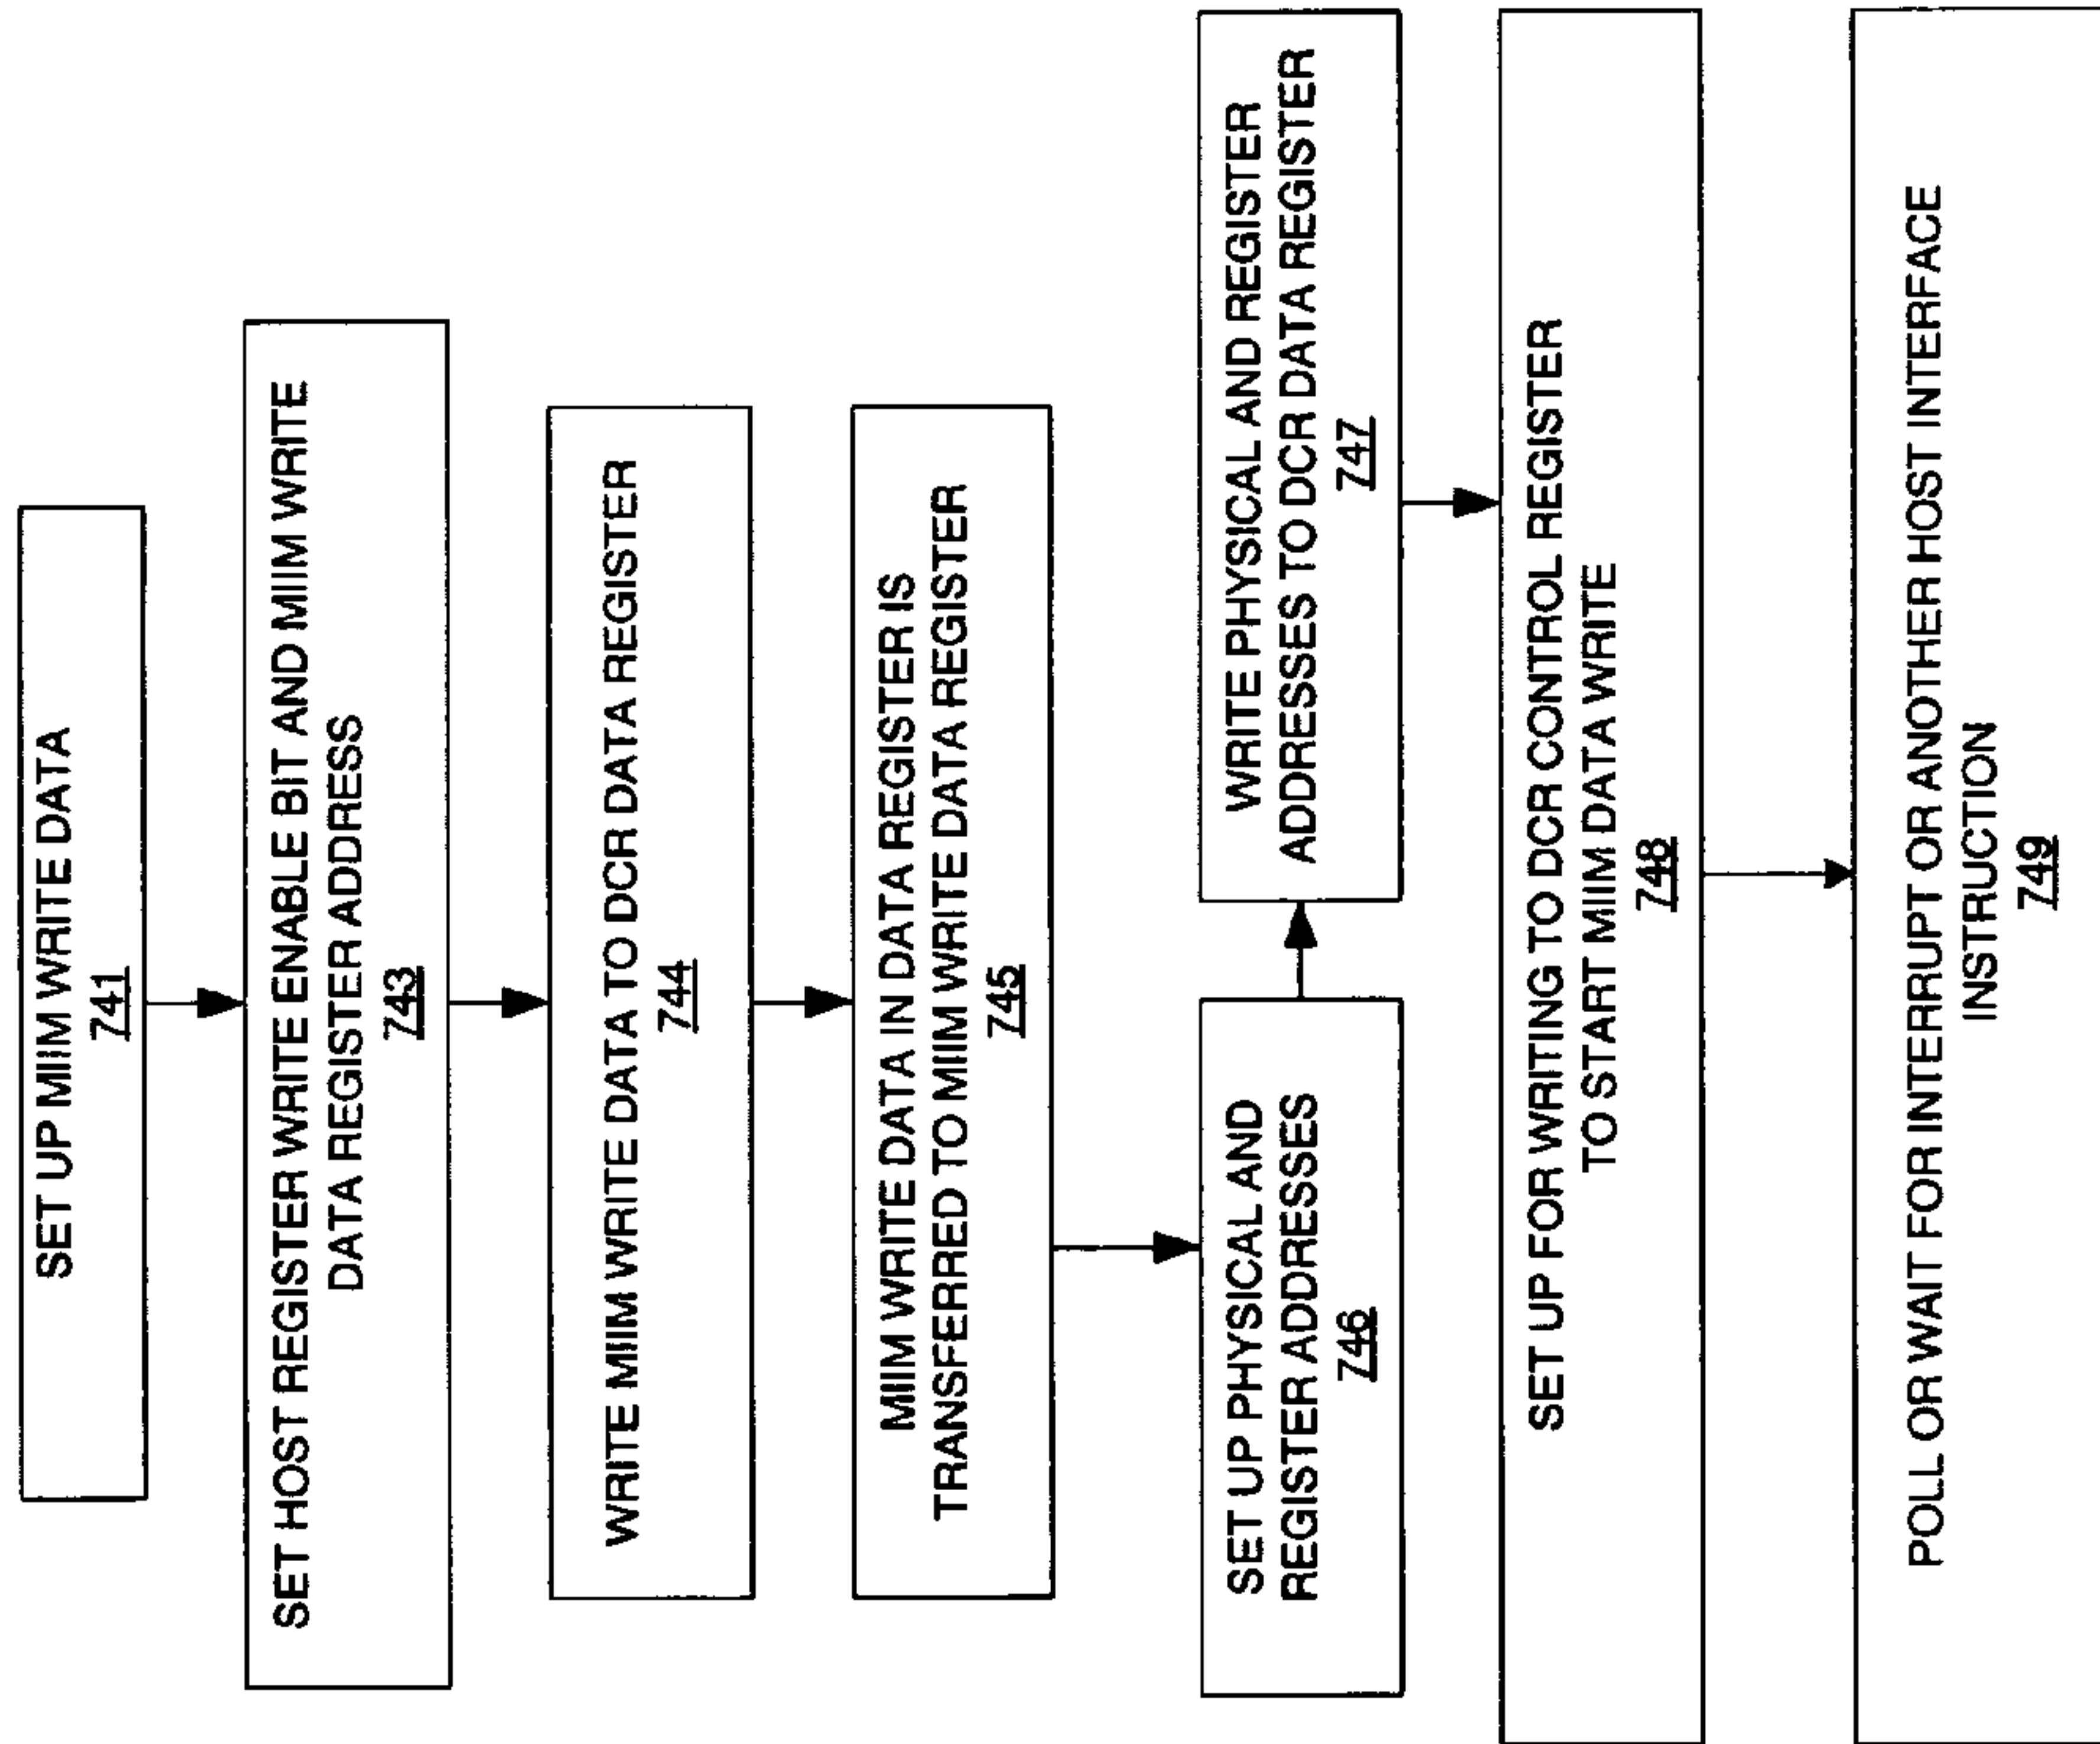 SET UP MIIM WRITE DATA
741
SET HOST REGISTER WRITE ENABLE BIT AND MIIM WRITE
DATA REGISTER ADDRESS
743
WRITE MIIM WRITE DATA TO DCR DATA REGISTER
744
MIIM WRITE DATA IN DATA REGISTER IS
TRANSFERRED TO MIIM WRITE DATA REGISTER
745
SET UP PHYSICAL AND
REGISTER ADDRESSES
746
WRITE PHYSICAL AND REGISTER
ADDRESSES TO DCR DATA REGISTER
747
SET UP FOR WRITING TO DCR CONTROL REGISTER
TO START MIIM DATA WRITE
748
POLL OR WAIT FOR INTERRUPT OR ANOTHER HOST INTERFACE
INSTRUCTION
749